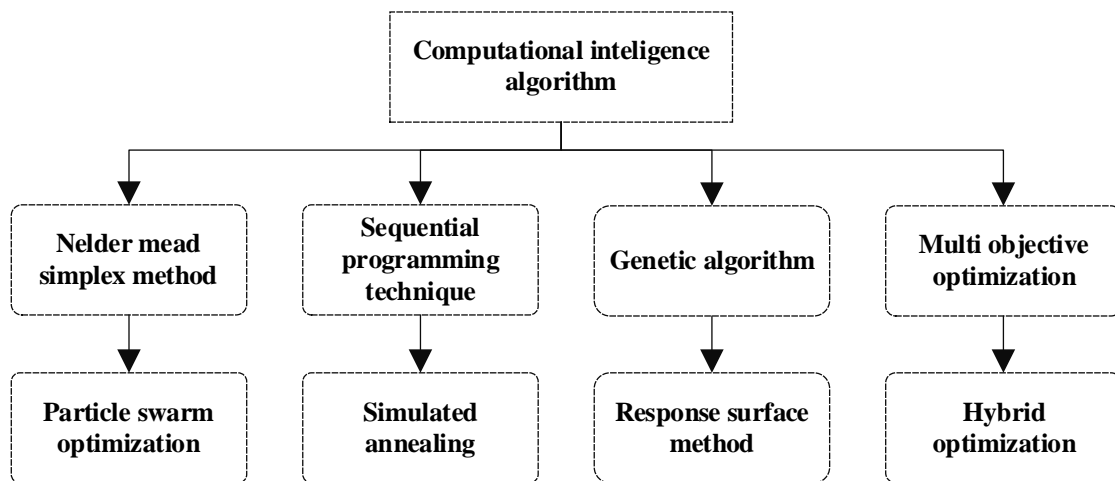 Computational inteligence
algorithm
Nelder mead
simplex method
Sequential
programming
technique
Genetic algorithm
Multi objective
optimization
Particle swarm
optimization
Simulated
annealing
Response surface
method
Hybrid
optimization